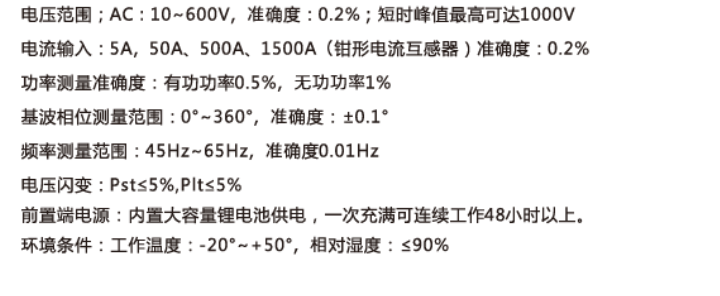 电压范围；AC：10~600V，准确度：0.2%；短时峰值最高可达1000V
电流输入：5A，50A、500A、1500A（钳形电流互感器）准确度：0.2%
功率测量准确度：有功功率0.5%，无功功率1%
基波相位测量范围：0°~360°，准确度：±0.1°
频率测量范围：45Hz~65Hz，准确度0.01Hz
电压闪变：Pst≤5%,Plt≤5%
前置端电源：内置大容量锂电池供电，一次充满可连续工作48小时以上。
环境条件：工作温度：-20°~+50°，相对湿度：≤90%